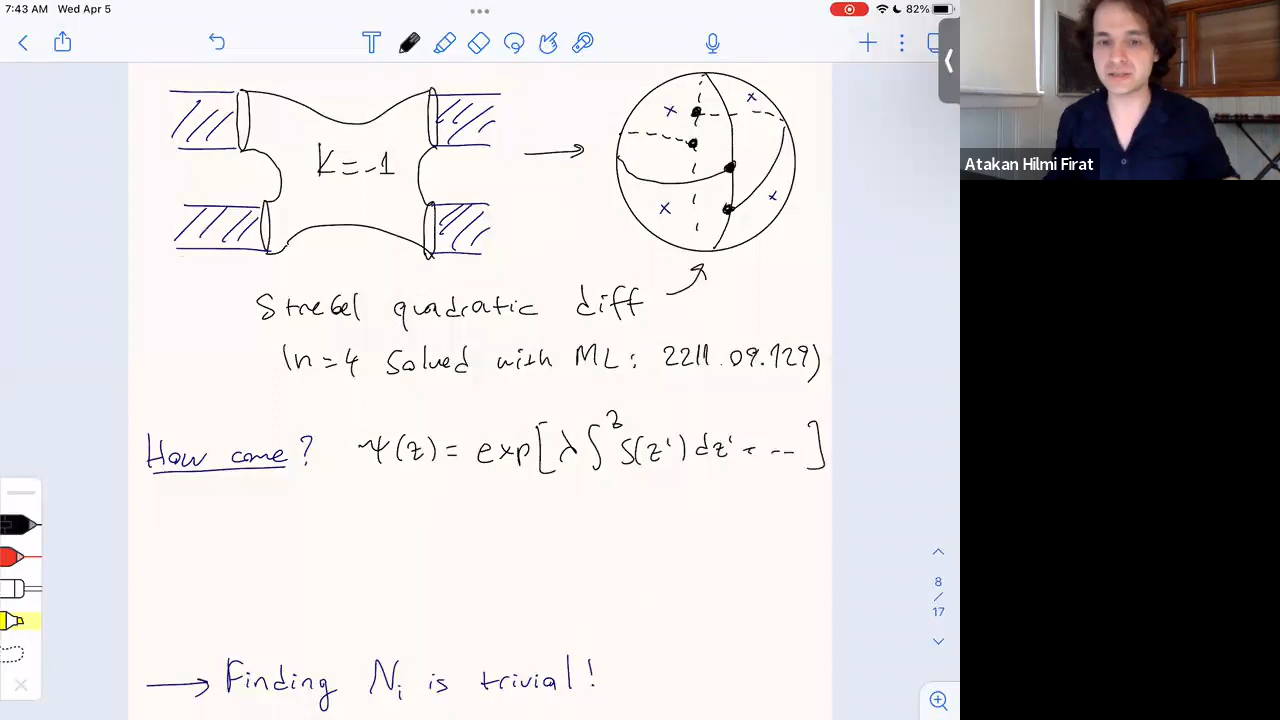 7:43 AM Wed Apr 5
82%
K=-1
x
x
x
x
Strebel quadratic diff
(n=4 solved with ML: 2211.09.129)
How come? Ψ(z) = exp[λ∫^z S(z')dz' + --]
→ Finding Nᵢ is trivial!
8
/
17
Atakan Hilmi Firat